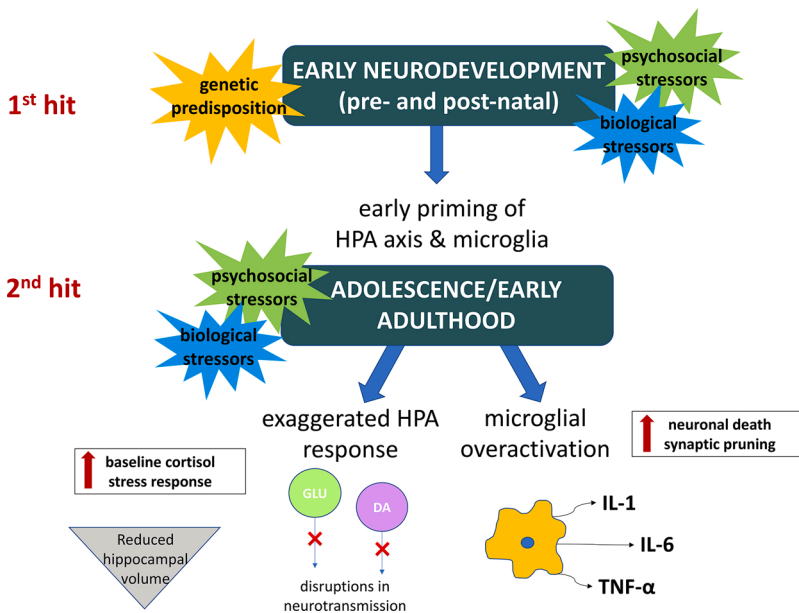 1st hit
genetic
predisposition
EARLY NEURODEVELOPMENT
(pre- and post-natal)
psychosocial
stressors
biological
stressors
early priming of
HPA axis & microglia
2nd hit
psychosocial
stressors
biological
stressors
ADOLESCENCE/EARLY
ADULTHOOD
exaggerated HPA
response
microglial
overactivation
neuronal death
synaptic pruning
baseline cortisol
stress response
GLU
DA
Reduced
hippocampal
volume
disruptions in
neurotransmission
IL-1
IL-6
TNF-α